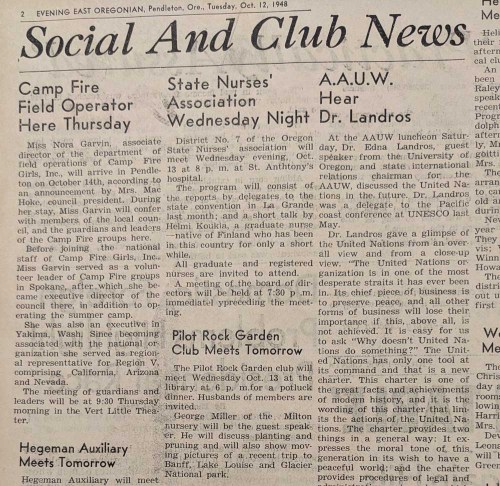 2 EVENING EAST OREGONIAN, Pendleton, Ore., Tuesday, Oct. 12, 1948
Social And Club News
Camp Fire
Field Operator
Here Thursday
Miss Nora Garvin, associate
director of the department of
field operations of Camp Fire
Girls, Inc., will arrive in Pendle-
ton on October 14th, according to
an announcement by Mrs. Mac
Hoke, council president. During
her stay, Miss Garvin will confer
with members of the local coun-
cil, and the guardians and leaders
of the Camp Fire groups here.
Before joining the national
staff of Camp Fire Girls, Inc.
Miss Garvin served as a volun-
teer leader of Camp Fire groups
in Spokane, after which she be-
came executive director of the
council there, in addition to op-
erating the summer camp.
She was also an executive in
Yakima, Wash. Since becoming
associated with the national or-
ganization she served as region-
al representative for Region V.
comprising California, Arizona
and Nevada.
The meeting of guardians and
leaders will be at 9:30 Thursday
morning in the Vert Little Thea-
ter.
Hegeman Auxiliary
Meets Tomorrow
Hegeman Auxiliary will meet
State Nurses'
Association
Wednesday Night
District No. 7 of the Oregon
State Nurses' association will
meet Wednesday evening, Oct.
13 at 8 p. m. at St. Anthony's
hospital.
The program will consist of
the reports by delegates to the
state convention in La Grande
last month; and a short talk by
Helmi Koukia, a graduate nurse
—native of Finland who has been
in this country for only a short
while.
All graduate and registered
nurses are invited to attend.
A meeting of the board of dir-
ectors will be held at 7:30 p.m.
immediately preceding the meet-
ing.
Pilot Rock Garden
Club Meets Tomorrow
The Pilot Rock Garden club will
meet Wednesday Oct. 13 at the
library, at 6 p. m. for a potluck
dinner. Husbands of members are
invited.
George Miller of the Milton
nursery will be the guest speak-
er. He will discuss planting and
pruning and will also show mov-
ing pictures of a recent trip to
Banff, Lake Louise and Glacier
National park.
A.A.U.W.
Hear
Dr. Landros
At the AAUW luncheon Satur-
day, Dr. Edna Landros, guest
speaker from the University of
Oregon, and state international
relations chairman for the
AAUW, discussed the United Na-
tions in the future. Dr. Landros
was a delegate to the Pacific
coast conference at UNESCO last
May.
Dr. Landros gave a glimpse of
the United Nations from an over-
all view and from a close-up
view. "The United Nations or-
ganization is in one of the most
desperate straits it has ever been
in. Its chief piece of business is
to preserve peace, and all other
forms of business will lose their
importance if this, above all, is
not achieved. It is easy for us
to ask "Why doesn't United Na-
tions do something?" The Unit-
ed Nations has only one tool at
its command and that is a new
charter. This charter is one of
the great facts and achievements
of modern history, and it is the
wording of this charter that lim-
its the actions of the United Na-
tions. The charter provides two
things in a general way: It ex-
presses the moral tone of, this
generation in its wish to have a
peaceful world; and the charter
provides procedures of legal and